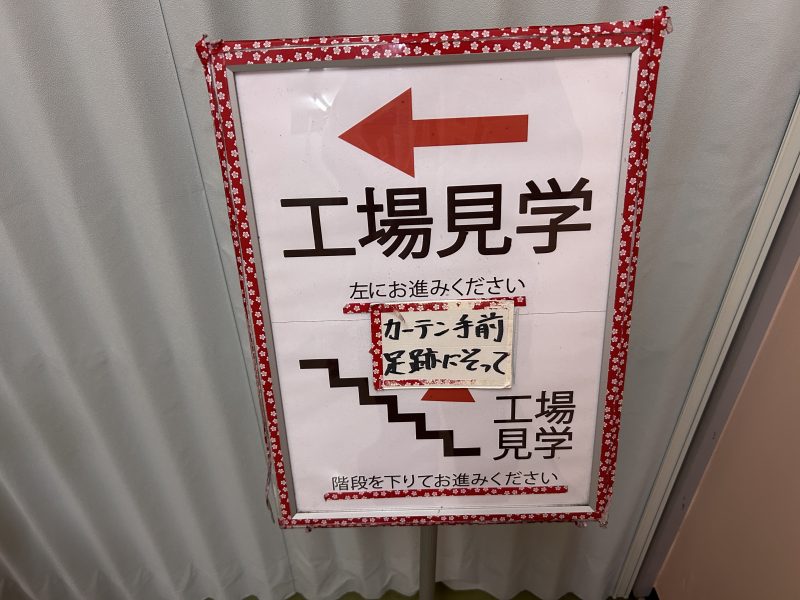 工場見学
左にお進みください
カーテン手前
足跡にそって
工場
見学
階段を下りてお進みください